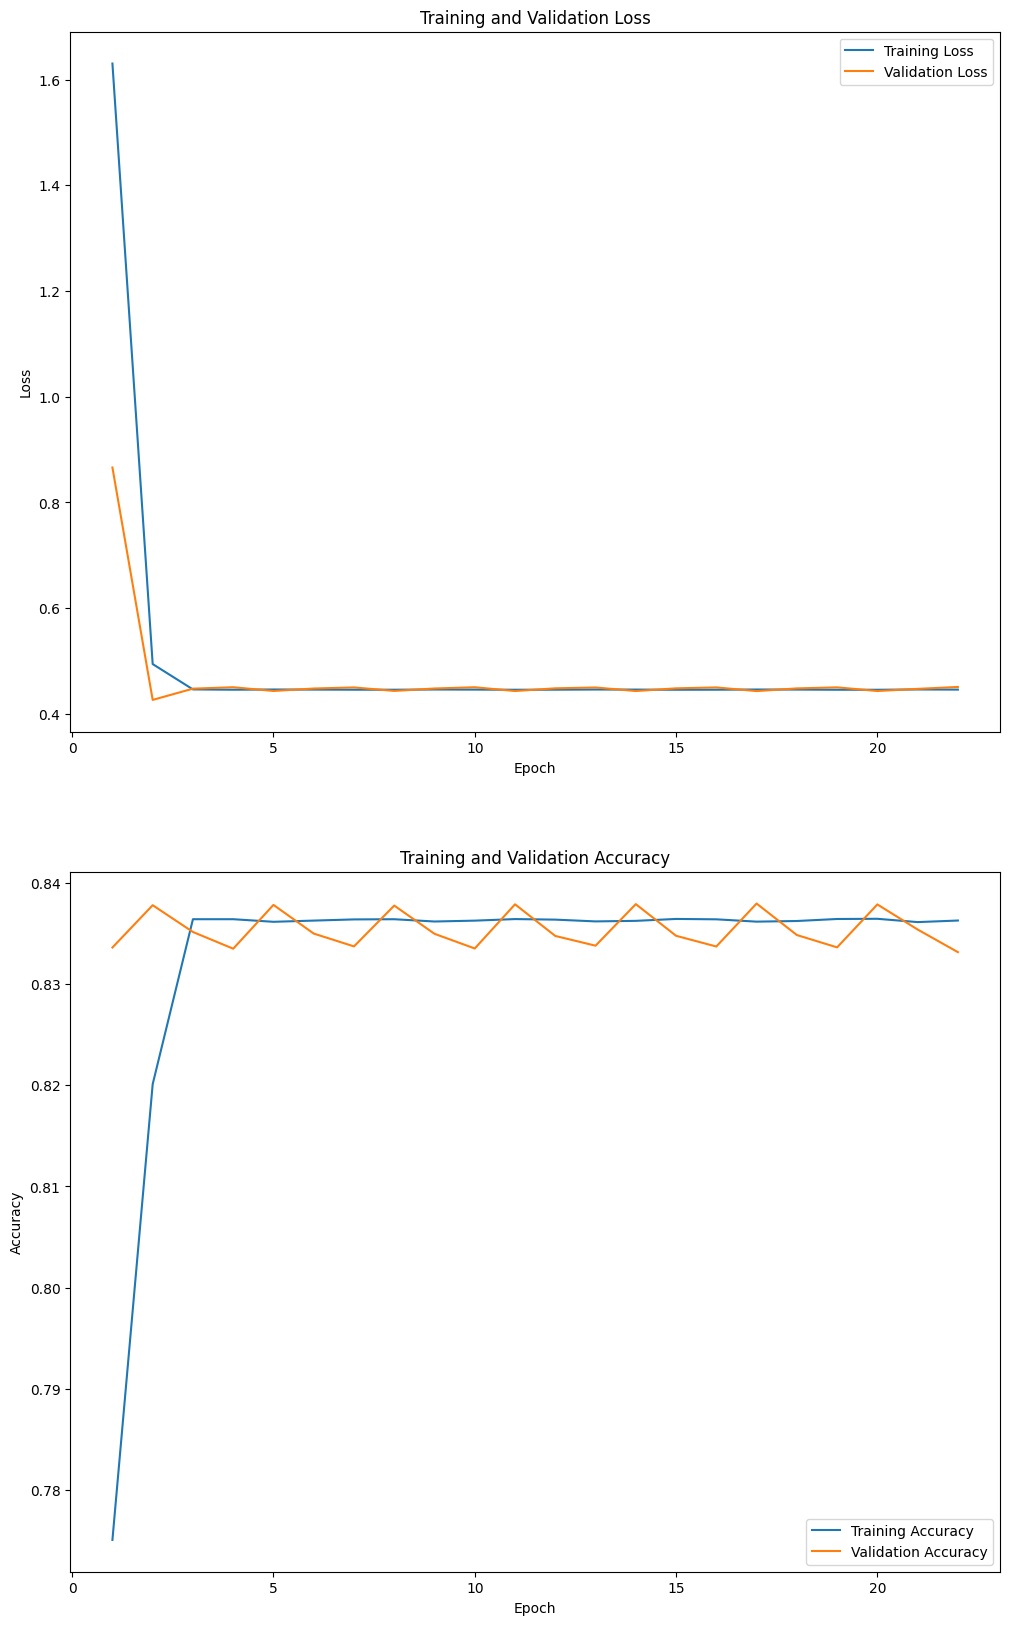 Training and Validation Loss
Training Loss
Validation Loss
1.6
1.4
1.2
1.0
0.8
0.6
0.4
Loss
0 5 10 15 20
Epoch
Training and Validation Accuracy
0.84
0.83
0.82
0.81
0.80
0.79
0.78
Accuracy
Training Accuracy
Validation Accuracy
0 5 10 15 20
Epoch